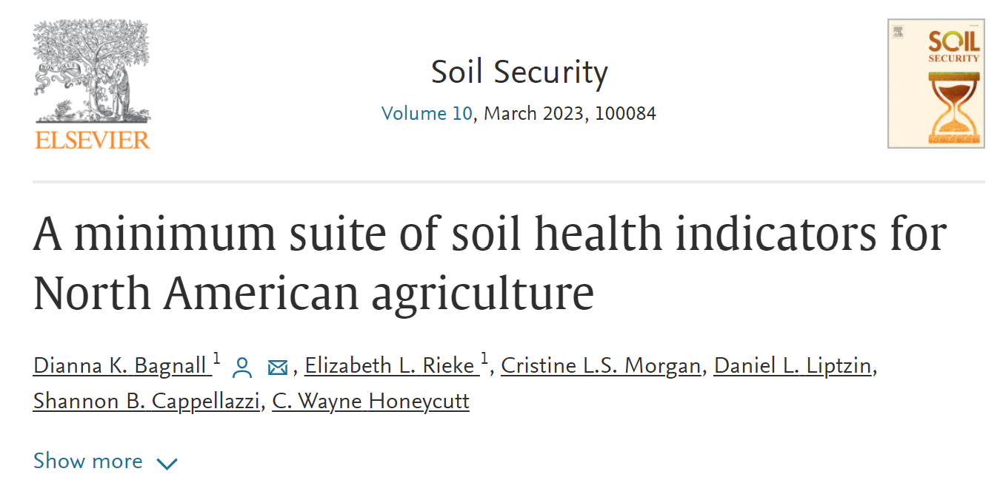 ELSEVIER
Soil Security
Volume 10, March 2023, 100084
SOIL
SECURITY
A minimum suite of soil health indicators for
North American agriculture
Dianna K. Bagnall 1 , Elizabeth L. Rieke 1, Cristine L.S. Morgan, Daniel L. Liptzin,
Shannon B. Cappellazzi, C. Wayne Honeycutt
Show more